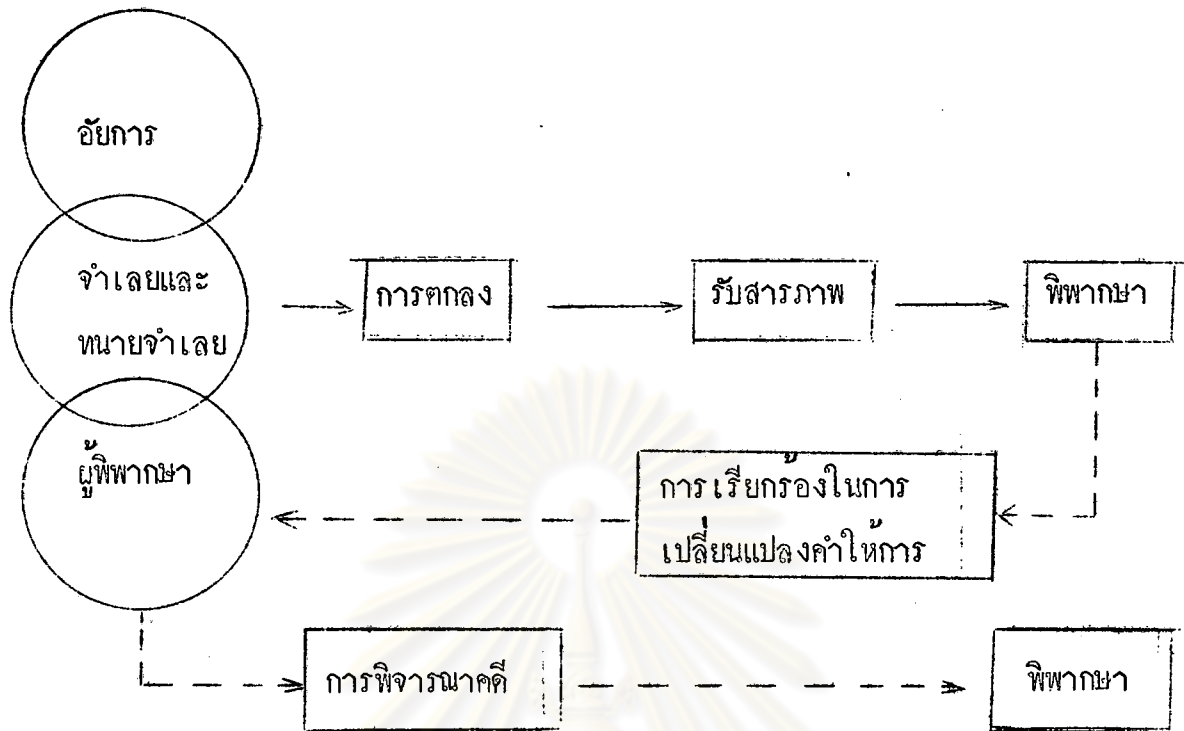 อัยการ
จำเลยและ
ทนายจำเลย
การตกลง
รับสารภาพ
พิพากษา
ผู้พิพากษา
การเรียกร้องในการ
เปลี่ยนแปลงคำให้การ
การพิจารณาคดี
พิพากษา